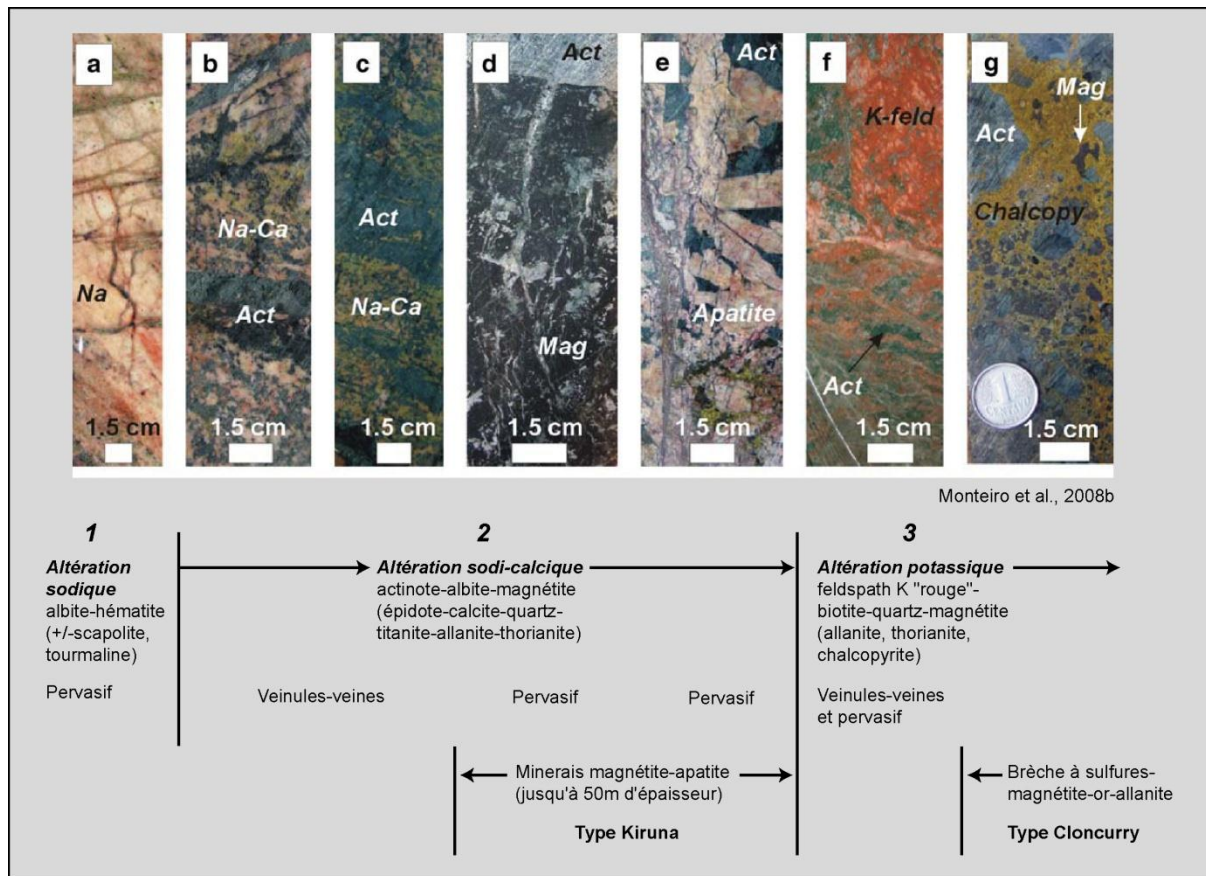 a
b
c
d
e
f
g
Act
Act
K-feld
Mag
Act
Act
Chalcopy
Na-Ca
Na
Act
Na-Ca
Mag
Apatite
Act
1.5 cm
1.5 cm
1.5 cm
1.5 cm
1.5 cm
1.5 cm
1.5 cm
1
CENTAVO
Monteiro et al., 2008b
1
Altération
sodique
albite-hématite
(+/-scapolite,
tourmaline)
Pervasif
2
Altération sodi-calcique
actinote-albite-magnétite
(épidote-calcite-quartz-
titanite-allanite-thorianite)
Veinules-veines
Pervasif
Pervasif
3
Altération potassique
feldspath K "rouge"-
biotite-quartz-magnétite
(allanite, thorianite,
chalcopyrite)
Veinules-veines
et pervasif
Minerais magnétite-apatite
(jusqu'à 50m d'épaisseur)
Type Kiruna
Brèche à sulfures-
magnétite-or-allanite
Type Cloncurry